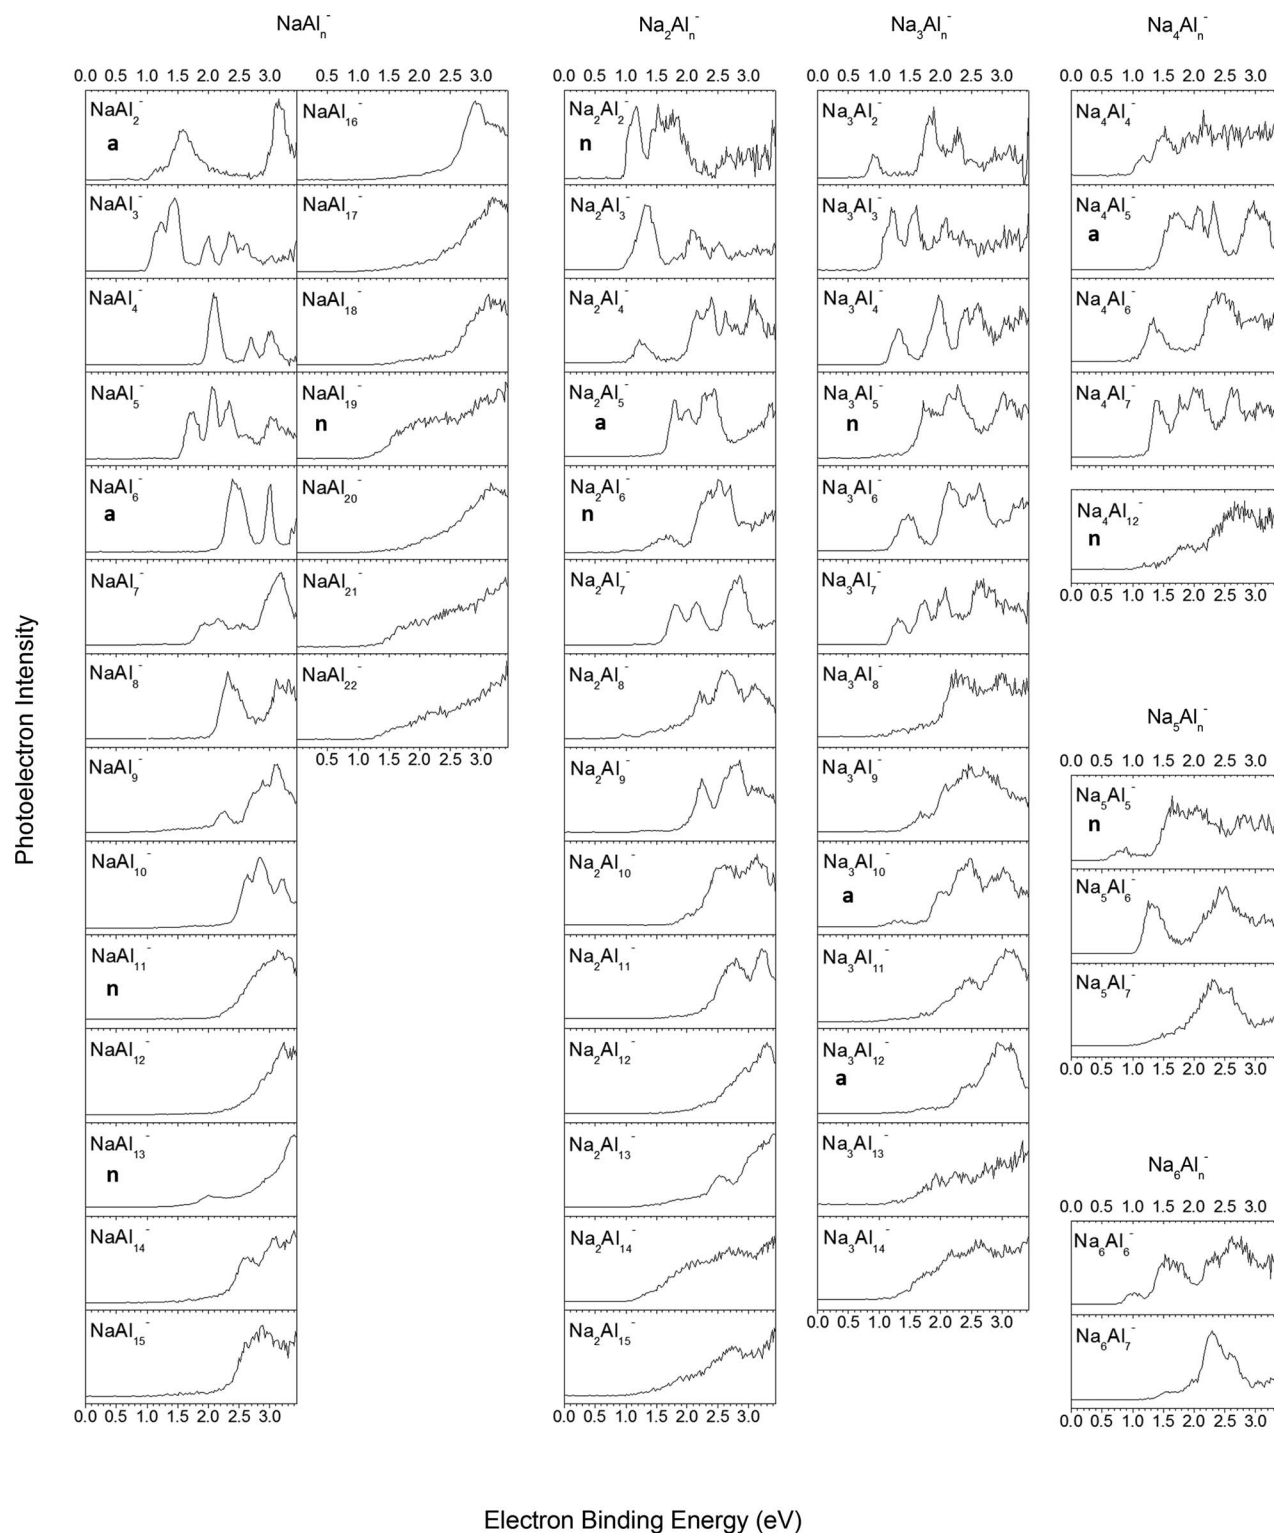 NaAl n -
Na2Al n -
Na3Al n -
Na4Al n -
0.0 0.5 1.0 1.5 2.0 2.5 3.0 0.5 1.0 1.5 2.0 2.5 3.0
0.0 0.5 1.0 1.5 2.0 2.5 3.0
0.0 0.5 1.0 1.5 2.0 2.5 3.0
0.0 0.5 1.0 1.5 2.0 2.5 3.0
NaAl2-
a
NaAl3-
NaAl4-
NaAl5-
NaAl6-
a
NaAl7-
NaAl8-
NaAl9-
NaAl10-
NaAl11-
n
NaAl12-
NaAl13-
n
NaAl14-
NaAl15-
0.0 0.5 1.0 1.5 2.0 2.5 3.0
NaAl16-
NaAl17-
NaAl18-
NaAl19-
n
NaAl20-
NaAl21-
NaAl22-
0.5 1.0 1.5 2.0 2.5 3.0
Na2Al2-
n
Na2Al3-
Na2Al4-
Na2Al5-
a
Na2Al6-
n
Na2Al7-
Na2Al8-
Na2Al9-
Na2Al10-
Na2Al11-
Na2Al12-
Na2Al13-
Na2Al14-
Na2Al15-
0.0 0.5 1.0 1.5 2.0 2.5 3.0
Na3Al2-
Na3Al3-
Na3Al4-
Na3Al5-
n
Na3Al6-
Na3Al7-
Na3Al8-
Na3Al9-
Na3Al10-
a
Na3Al11-
Na3Al12-
a
Na3Al13-
Na3Al14-
0.0 0.5 1.0 1.5 2.0 2.5 3.0
Na4Al4-
Na4Al5-
a
Na4Al6-
Na4Al7-
Na4Al12-
n
0.0 0.5 1.0 1.5 2.0 2.5 3.0
Na5Al n -
0.0 0.5 1.0 1.5 2.0 2.5 3.0
Na5Al5-
n
Na5Al6-
Na5Al7-
0.0 0.5 1.0 1.5 2.0 2.5 3.0
Na6Al n -
0.0 0.5 1.0 1.5 2.0 2.5 3.0
Na6Al6-
Na6Al7-
0.0 0.5 1.0 1.5 2.0 2.5 3.0
Photoelectron Intensity
Electron Binding Energy (eV)